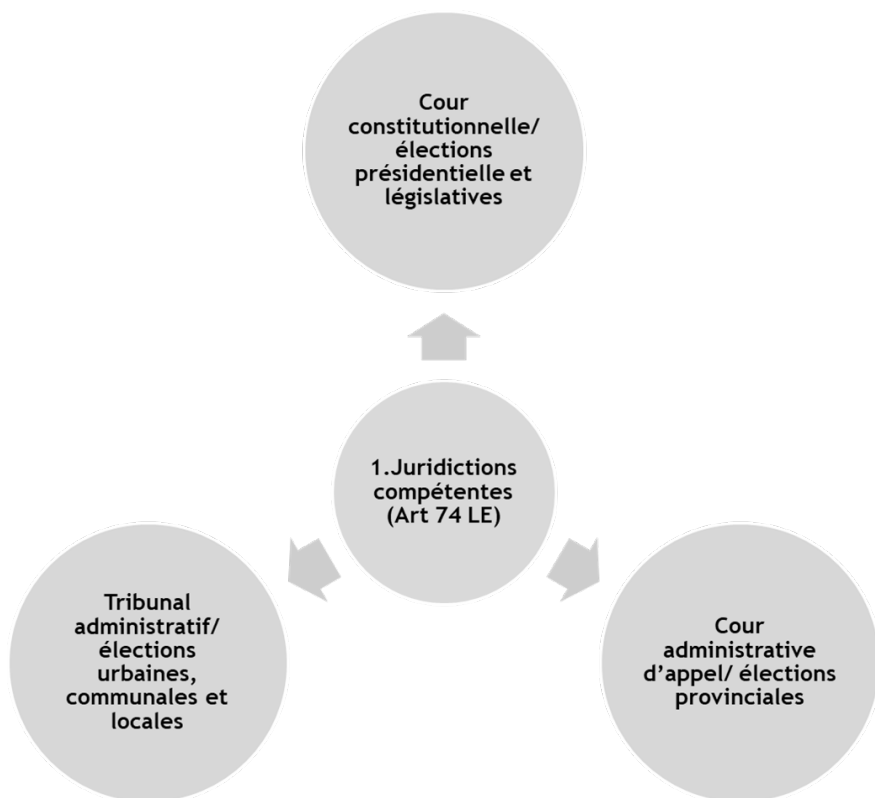 Cour
constitutionnelle/
élections
présidentielle et
législatives
1.Juridictions
compétentes
(Art 74 LE)
Tribunal
administratif/
élections
urbaines,
communales et
locales
Cour
administrative
d’appel/ élections
provinciales